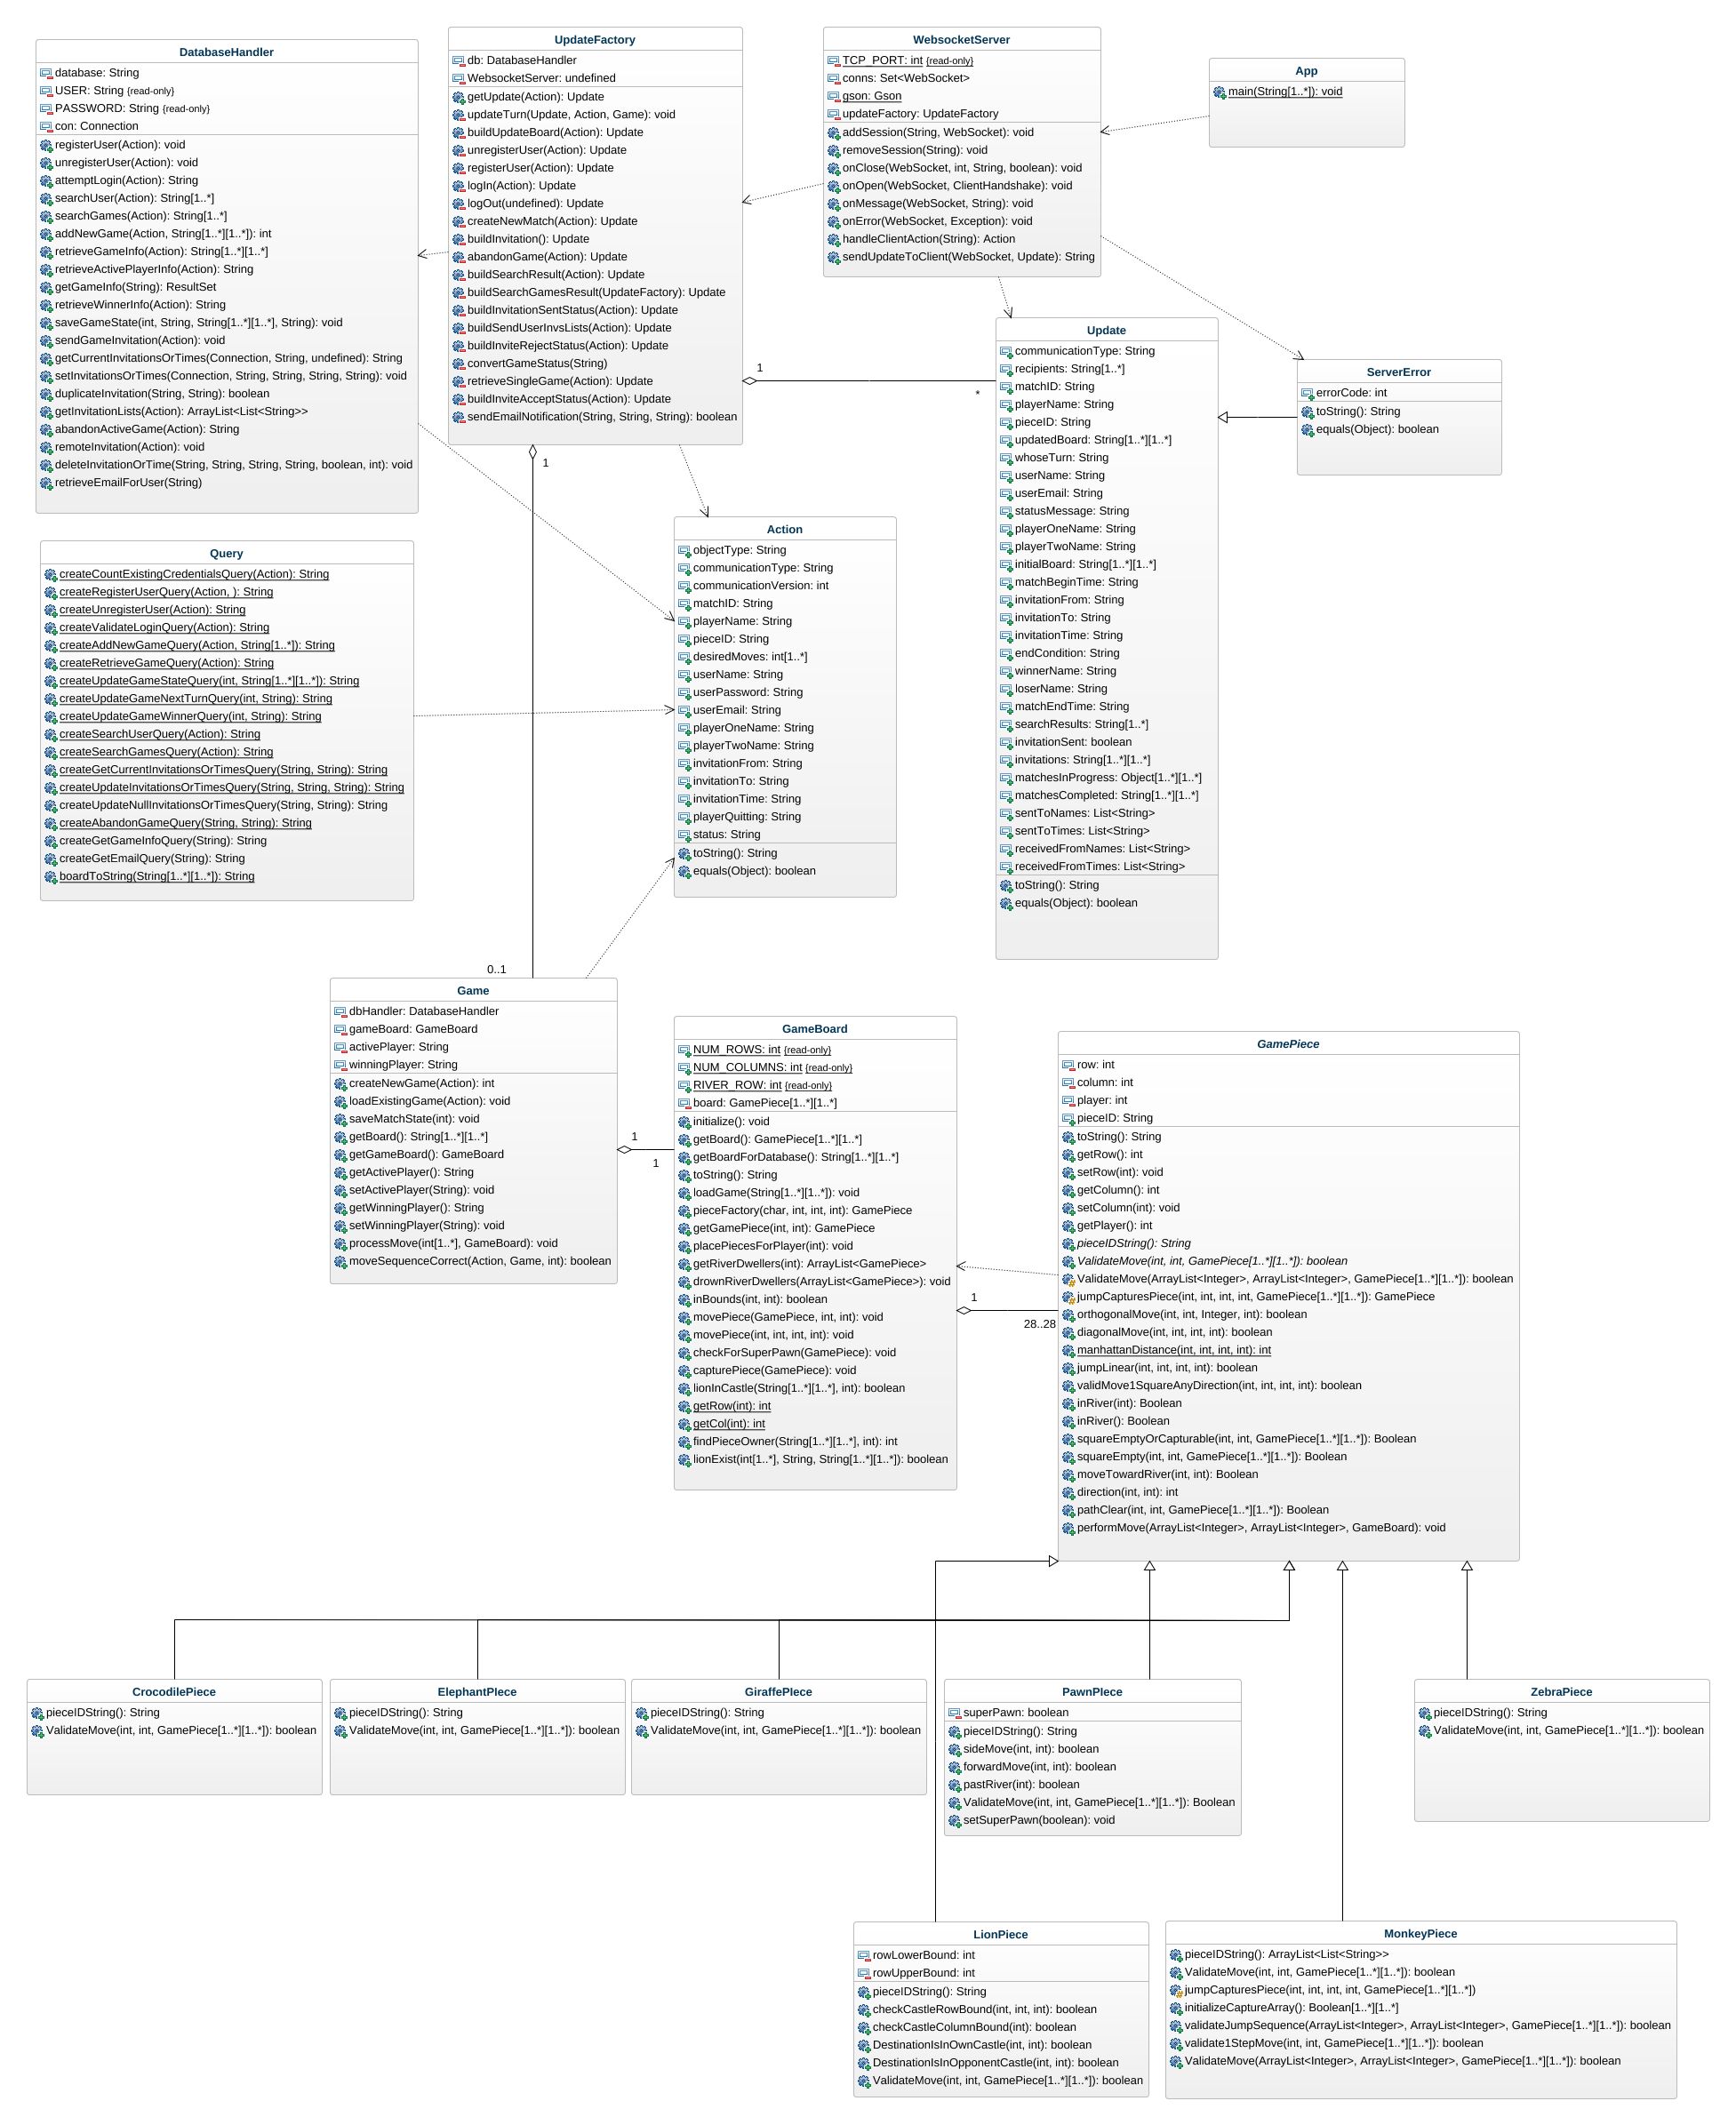 DatabaseHandler
database: String
USER: String {read-only}
PASSWORD: String {read-only}
con: Connection
registerUser(Action): void
unregisterUser(Action): void
attemptLogin(Action): String
searchUser(Action): String[1..*]
searchGames(Action): String[1..*]
addNewGame(Action, String[1..*][1..*]): int
retrieveGameInfo(Action): String[1..*][1..*]
retrieveActivePlayerInfo(Action): String
getGameInfo(String): ResultSet
retrieveWinnerInfo(Action): String
saveGameState(int, String, String[1..*][1..*], String): void
sendGameInvitation(Action): void
getCurrentInvitationsOrTimes(Connection, String, undefined): String
setInvitationsOrTimes(Connection, String, String, String, String): void
duplicateInvitation(String, String): boolean
getInvitationLists(Action): ArrayList<List<String>>
abandonActiveGame(Action): String
remoteInvitation(Action): void
deleteInvitationOrTime(String, String, String, String, boolean, int): void
retrieveEmailForUser(String)
UpdateFactory
db: DatabaseHandler
WebsocketServer: undefined
getUpdate(Action): Update
updateTurn(Update, Action, Game): void
buildUpdateBoard(Action): Update
unregisterUser(Action): Update
registerUser(Action): Update
logIn(Action): Update
logOut(undefined): Update
createNewMatch(Action): Update
buildInvitation(): Update
abandonGame(Action): Update
buildSearchResult(Action): Update
buildSearchGamesResult(UpdateFactory): Update
buildInvitationSentStatus(Action): Update
buildSendUserInvsLists(Action): Update
buildInviteRejectStatus(Action): Update
convertGameStatus(String)
retrieveSingleGame(Action): Update
buildInviteAcceptStatus(Action): Update
sendEmailNotification(String, String, String): boolean
WebsocketServer
TCP_PORT: int {read-only}
conns: Set<WebSocket>
gson: Gson
updateFactory: UpdateFactory
addSession(String, WebSocket): void
removeSession(String): void
onClose(WebSocket, int, String, boolean): void
onOpen(WebSocket, ClientHandshake): void
onMessage(WebSocket, String): void
onError(WebSocket, Exception): void
handleClientAction(String): Action
sendUpdateToClient(WebSocket, Update): String
App
main(String[1..*]): void
Update
communicationType: String
recipients: String[1..*]
matchID: String
playerName: String
pieceID: String
updatedBoard: String[1..*][1..*]
whoseTurn: String
userName: String
userEmail: String
statusMessage: String
playerOneName: String
playerTwoName: String
initialBoard: String[1..*][1..*]
matchBeginTime: String
invitationFrom: String
invitationTo: String
invitationTime: String
endCondition: String
winnerName: String
loserName: String
matchEndTime: String
searchResults: String[1..*]
invitationSent: boolean
invitations: String[1..*][1..*]
matchesInProgress: Object[1..*][1..*]
matchesCompleted: String[1..*][1..*]
sentToNames: List<String>
sentToTimes: List<String>
receivedFromNames: List<String>
receivedFromTimes: List<String>
toString(): String
equals(Object): boolean
ServerError
errorCode: int
toString(): String
equals(Object): boolean
1
*
1
0..1
Query
createCountExistingCredentialsQuery(Action): String
createRegisterUserQuery(Action, ): String
createUnregisterUser(Action): String
createValidateLoginQuery(Action): String
createAddNewGameQuery(Action, String[1..*]): String
createRetrieveGameQuery(Action): String
createUpdateGameStateQuery(int, String[1..*][1..*]): String
createUpdateGameNextTurnQuery(int, String): String
createUpdateGameWinnerQuery(int, String): String
createSearchUserQuery(Action): String
createSearchGamesQuery(Action): String
createGetCurrentInvitationsOrTimesQuery(String, String): String
createUpdateInvitationsOrTimesQuery(String, String, String): String
createUpdateNullInvitationsOrTimesQuery(String, String): String
createAbandonGameQuery(String, String): String
createGetGameInfoQuery(String): String
createGetEmailQuery(String): String
boardToString(String[1..*][1..*]): String
Action
objectType: String
communicationType: String
communicationVersion: int
matchID: String
playerName: String
pieceID: String
desiredMoves: int[1..*]
userName: String
userPassword: String
userEmail: String
playerOneName: String
playerTwoName: String
invitationFrom: String
invitationTo: String
invitationTime: String
playerQuitting: String
status: String
toString(): String
equals(Object): boolean
Game
dbHandler: DatabaseHandler
gameBoard: GameBoard
activePlayer: String
winningPlayer: String
createNewGame(Action): int
loadExistingGame(Action): void
saveMatchState(int): void
getBoard(): String[1..*][1..*]
getGameBoard(): GameBoard
getActivePlayer(): String
setActivePlayer(String): void
getWinningPlayer(): String
setWinningPlayer(String): void
processMove(int[1..*], GameBoard): void
moveSequenceCorrect(Action, Game, int): boolean
1
1
GameBoard
NUM_ROWS: int {read-only}
NUM_COLUMNS: int {read-only}
RIVER_ROW: int {read-only}
board: GamePiece[1..*][1..*]
initialize(): void
getBoard(): GamePiece[1..*][1..*]
getBoardForDatabase(): String[1..*][1..*]
toString(): String
loadGame(String[1..*][1..*]): void
pieceFactory(char, int, int, int): GamePiece
getGamePiece(int, int): GamePiece
placePiecesForPlayer(int): void
getRiverDwellers(int): ArrayList<GamePiece>
drownRiverDwellers(ArrayList<GamePiece>): void
inBounds(int, int): boolean
movePiece(GamePiece, int, int): void
movePiece(int, int, int, int): void
checkForSuperPawn(GamePiece): void
capturePiece(GamePiece): void
lionInCastle(String[1..*][1..*], int): boolean
getRow(int): int
getCol(int): int
findPieceOwner(String[1..*][1..*], int): int
lionExist(int[1..*], String, String[1..*][1..*]): boolean
1
28..28
GamePiece
row: int
column: int
player: int
pieceID: String
toString(): String
getRow(): int
setRow(int): void
getColumn(): int
setColumn(int): void
getPlayer(): int
pieceIDString(): String
ValidateMove(int, int, GamePiece[1..*][1..*]): boolean
ValidateMove(ArrayList<Integer>, ArrayList<Integer>, GamePiece[1..*][1..*]): boolean
jumpCapturesPiece(int, int, int, int, GamePiece[1..*][1..*]): GamePiece
orthogonalMove(int, int, Integer, int): boolean
diagonalMove(int, int, int, int): boolean
manhattanDistance(int, int, int, int): int
jumpLinear(int, int, int, int): boolean
validMove1SquareAnyDirection(int, int, int, int): boolean
inRiver(int): Boolean
inRiver(): Boolean
squareEmptyOrCapturable(int, int, GamePiece[1..*][1..*]): Boolean
squareEmpty(int, int, GamePiece[1..*][1..*]): Boolean
moveTowardRiver(int, int): Boolean
direction(int, int): int
pathClear(int, int, GamePiece[1..*][1..*]): Boolean
performMove(ArrayList<Integer>, ArrayList<Integer>, GameBoard): void
CrocodilePiece
pieceIDString(): String
ValidateMove(int, int, GamePiece[1..*][1..*]): boolean
ElephantPIece
pieceIDString(): String
ValidateMove(int, int, GamePiece[1..*][1..*]): boolean
GiraffePIece
pieceIDString(): String
ValidateMove(int, int, GamePiece[1..*][1..*]): boolean
PawnPIece
superPawn: boolean
pieceIDString(): String
sideMove(int, int): boolean
forwardMove(int, int): boolean
pastRiver(int): boolean
ValidateMove(int, int, GamePiece[1..*][1..*]): Boolean
setSuperPawn(boolean): void
ZebraPiece
pieceIDString(): String
ValidateMove(int, int, GamePiece[1..*][1..*]): boolean
LionPiece
rowLowerBound: int
rowUpperBound: int
pieceIDString(): String
checkCastleRowBound(int, int, int): boolean
checkCastleColumnBound(int): boolean
DestinationIsInOwnCastle(int, int): boolean
DestinationIsInOpponentCastle(int, int): boolean
ValidateMove(int, int, GamePiece[1..*][1..*]): boolean
MonkeyPiece
pieceIDString(): ArrayList<List<String>>
ValidateMove(int, int, GamePiece[1..*][1..*]): boolean
jumpCapturesPiece(int, int, int, int, GamePiece[1..*][1..*])
initializeCaptureArray(): Boolean[1..*][1..*]
validateJumpSequence(ArrayList<Integer>, ArrayList<Integer>, GamePiece[1..*][1..*]): boolean
validate1StepMove(int, int, GamePiece[1..*][1..*]): boolean
ValidateMove(ArrayList<Integer>, ArrayList<Integer>, GamePiece[1..*][1..*]): boolean